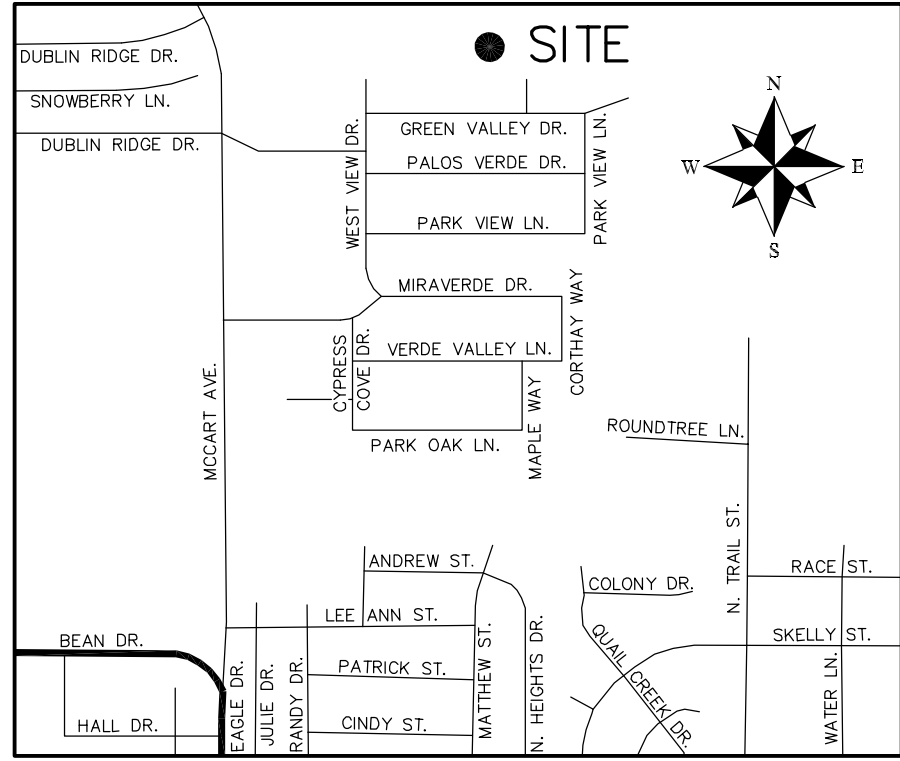 SITE
DUBLIN RIDGE DR.
SNOWBERRY LN.
DUBLIN RIDGE DR.
N
W
E
S
GREEN VALLEY DR.
PALOS VERDE DR.
PARK VIEW LN.
WEST VIEW DR.
PARK VIEW LN.
MIRAVERDE DR.
CORTHAY WAY
VERDE VALLEY LN.
CYPRESS
COVE DR.
MAPLE WAY
PARK OAK LN.
MCCART AVE.
ROUNDTREE LN.
N. TRAIL ST.
ANDREW ST.
COLONY DR.
RACE ST.
LEE ANN ST.
BEAN DR.
SKELLY ST.
QUAIL CREEK DR.
PATRICK ST.
HALL DR.
CINDY ST.
EAGLE DR.
JULIE DR.
RANDY DR.
MATTHEW ST.
N. HEIGHTS DR.
WATER LN.